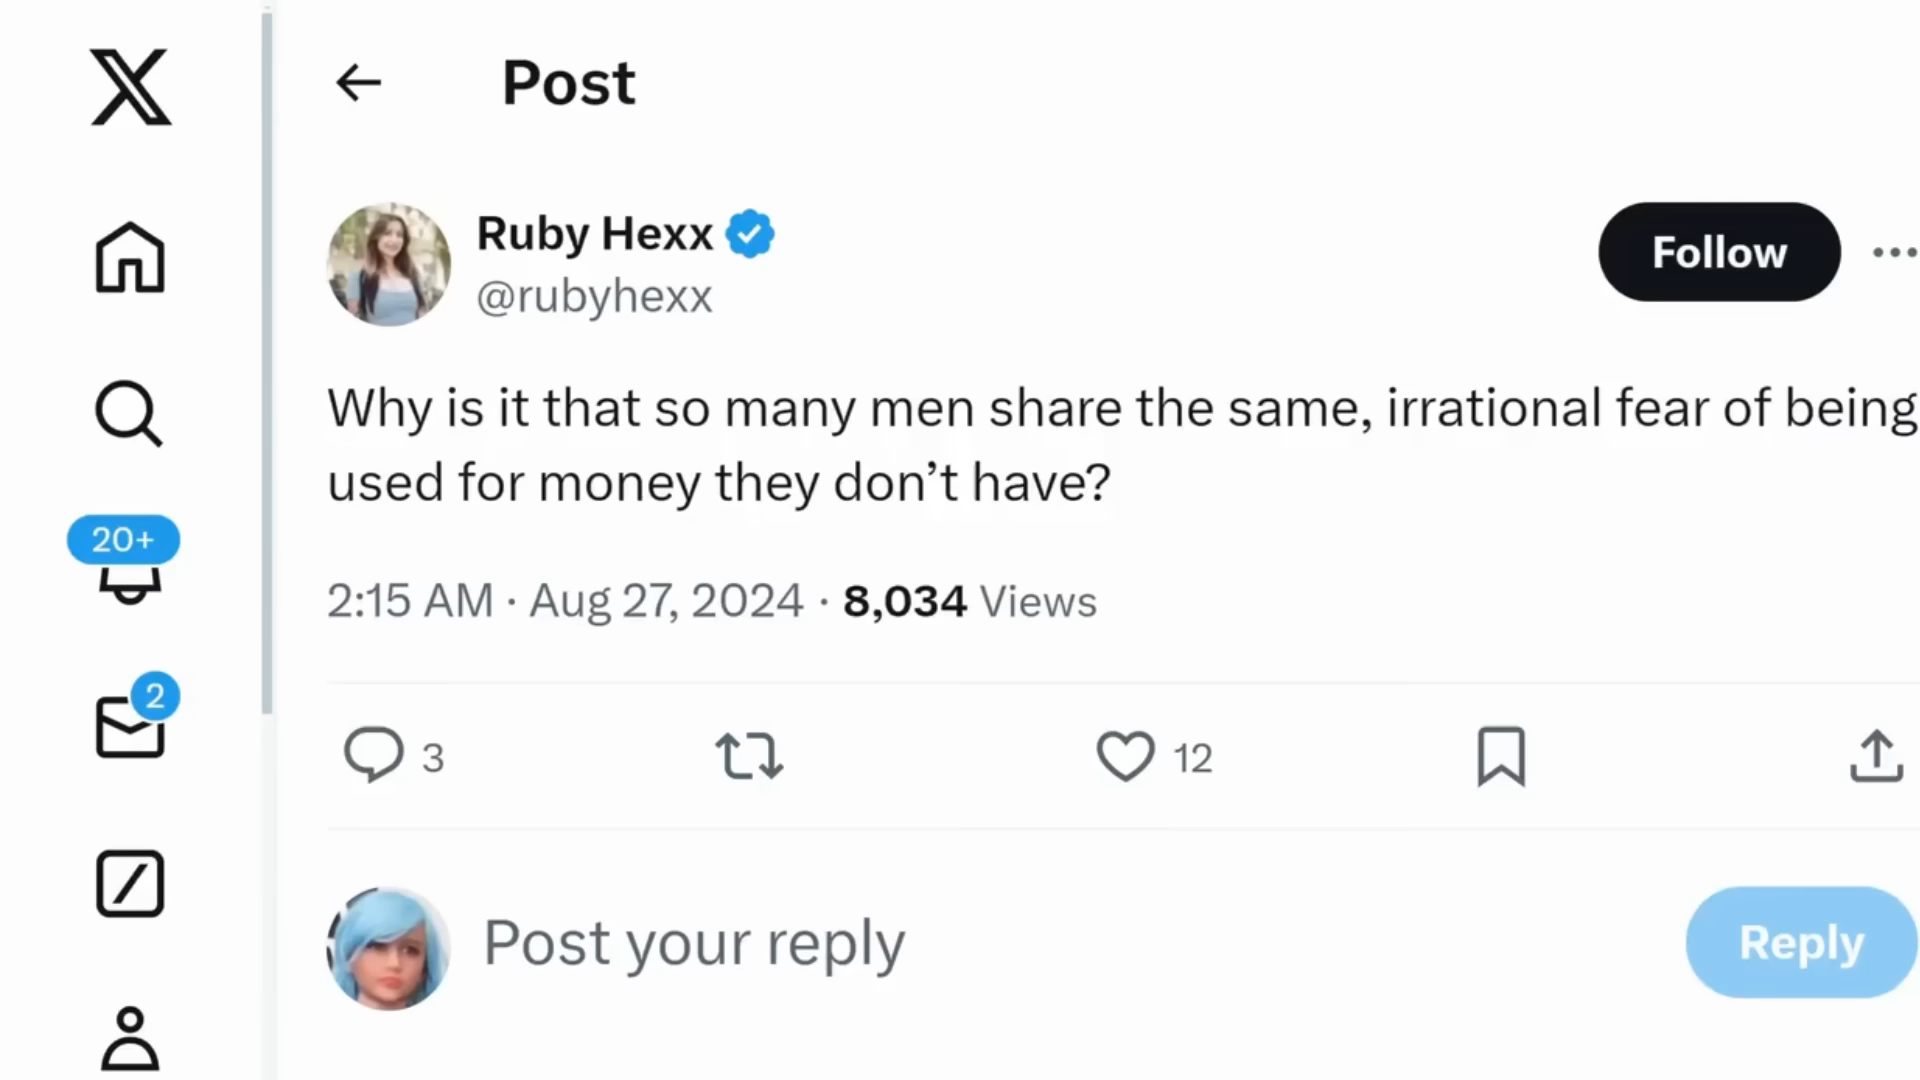 Post
Ruby Hexx
@rubyhexx
Follow
Why is it that so many men share the same, irrational fear of being
used for money they don’t have?
2:15 AM · Aug 27, 2024 · 8,034 Views
20+
2
3
12
Post your reply
Reply